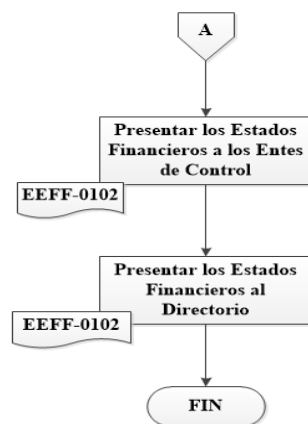 A
Presentar los Estados
Financieros a los Entes
de Control
EEFF-0102
Presentar los Estados
Financieros al
Directorio
EEFF-0102
FIN